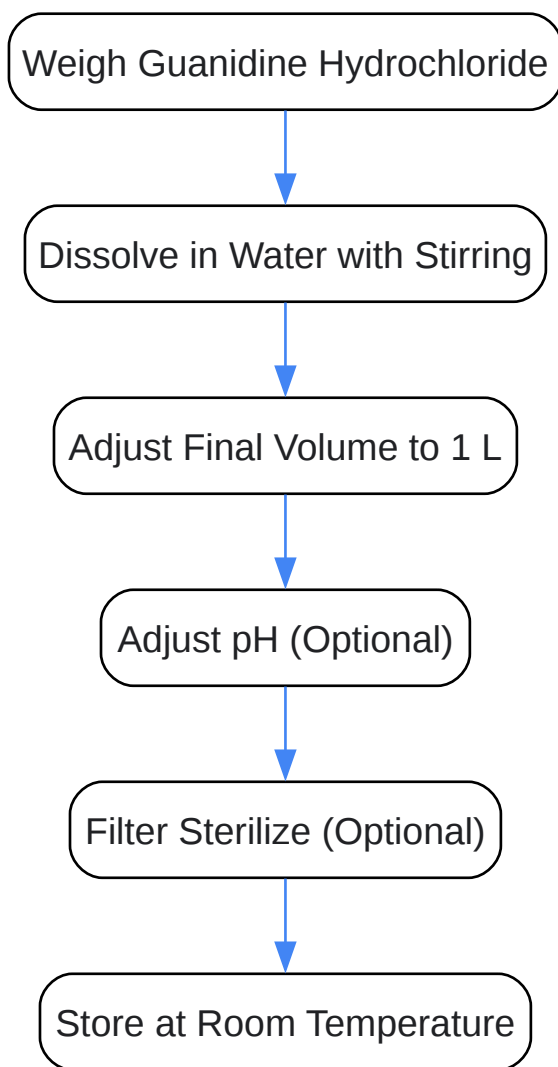 Weigh Guanidine Hydrochloride
Dissolve in Water with Stirring
Adjust Final Volume to 1 L
Adjust pH (Optional)
Filter Sterilize (Optional)
Store at Room Temperature